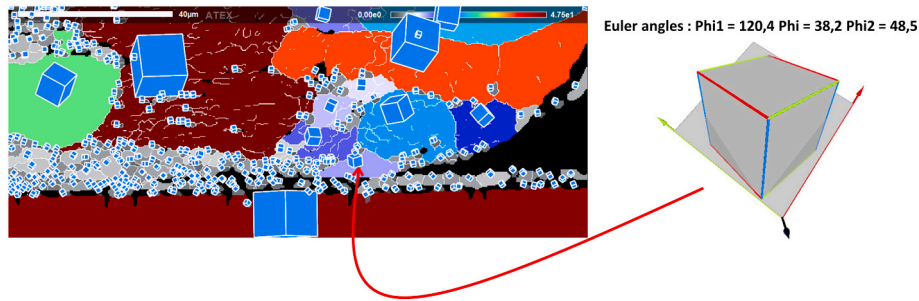 40µm ATEX 0.00e0 4.75e1
Euler angles : Phi1 = 120,4 Phi = 38,2 Phi2 = 48,5